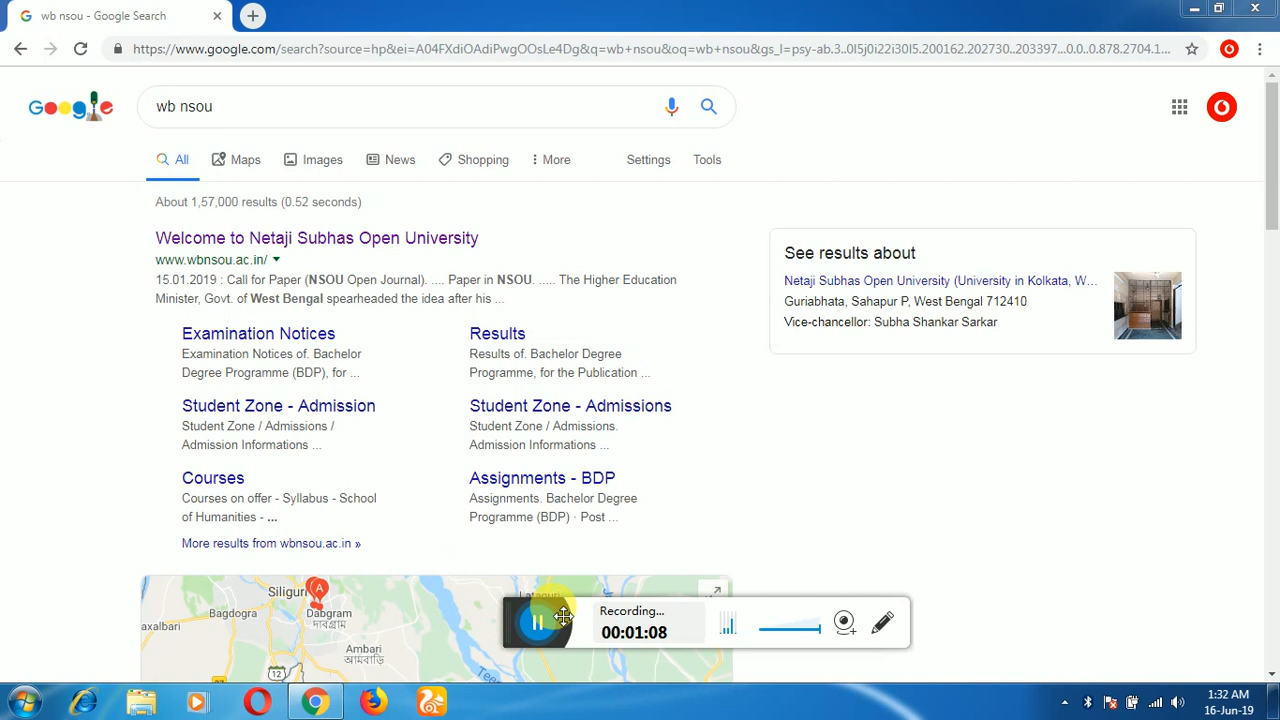 wb nsou - Google Search
https://www.google.com/search?source=hp&ei=A04FXdiOAdiPwgOOsLe4Dg&q=wb+nsou&oq=wb+nsou&gs_l=psy-ab.3..0l5j0i22i30l5.200162.202730..203397...0.0..0.878.2704.1...
wb nsou
All
Maps
Images
News
Shopping
More
Settings
Tools
About 1,57,000 results (0.52 seconds)
Welcome to Netaji Subhas Open University
www.wbnsou.ac.in/
15.01.2019 : Call for Paper (NSOU Open Journal). .... Paper in NSOU. ..... The Higher Education
Minister, Govt. of West Bengal spearheaded the idea after his ...
Examination Notices
Examination Notices of. Bachelor
Degree Programme (BDP), for ...
Results
Results of. Bachelor Degree
Programme, for the Publication ...
Student Zone - Admission
Student Zone / Admissions /
Admission Informations ...
Student Zone - Admissions
Student Zone / Admissions.
Admission Informations ...
Courses
Courses on offer - Syllabus - School
of Humanities - ...
Assignments - BDP
Assignments. Bachelor Degree
Programme (BDP) · Post ...
More results from wbnsou.ac.in »
See results about
Netaji Subhas Open University (University in Kolkata, W...
Guriabhata, Sahapur P, West Bengal 712410
Vice-chancellor: Subha Shankar Sarkar
Siligu
A
Bagdogra
Dabgram
দাবগ্রাম
axalbari
Ambari
আমবাড়ি
12
Recording...
00:01:08
1:32 AM
16-Jun-19